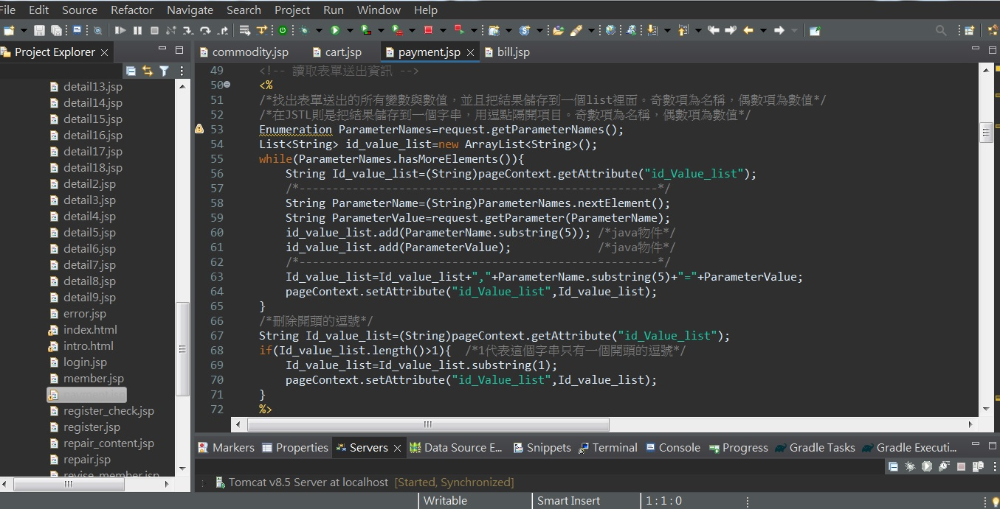 File Edit Source Refactor Navigate Search Project Run Window Help
Project Explorer
commodity.jsp cart.jsp payment.jsp bill.jsp
detail13.jsp
detail14.jsp
detail15.jsp
detail16.jsp
detail17.jsp
detail18.jsp
detail2.jsp
detail3.jsp
detail4.jsp
detail5.jsp
detail6.jsp
detail7.jsp
detail8.jsp
detail9.jsp
error.jsp
index.html
intro.html
login.jsp
member.jsp
register_check.jsp
register.jsp
repair_content.jsp
repair.jsp
revise_member.jsp
49 <!-- 讀取表單送出資訊 -->
50 <%
51 /*找出表單送出的所有變數與數值，並且把結果儲存到一個list裡面。奇數項為名稱，偶數項為數值*/
52 /*在JSTL則是把結果儲存到一個字串，用逗點隔開項目。奇數項為名稱，偶數項為數值*/
53 Enumeration ParameterNames=request.getParameterNames();
54 List<String> id_value_list=new ArrayList<String>();
55 while(ParameterNames.hasMoreElements()){
56 String Id_value_list=(String)pageContext.getAttribute("id_Value_list");
57 /*------------------------------------------------------*/
58 String ParameterName=(String)ParameterNames.nextElement();
59 String ParameterValue=request.getParameter(ParameterName);
60 id_value_list.add(ParameterName.substring(5)); /*java物件*/
61 id_value_list.add(ParameterValue); /*java物件*/
62 /*------------------------------------------------------*/
63 Id_value_list=Id_value_list+","+ParameterName.substring(5)+"="+ParameterValue;
64 pageContext.setAttribute("id_Value_list",Id_value_list);
65 }
66 /*刪除開頭的逗號*/
67 String Id_value_list=(String)pageContext.getAttribute("id_Value_list");
68 if(Id_value_list.length()>1){ /*1代表這個字串只有一個開頭的逗號*/
69 Id_value_list=Id_value_list.substring(1);
70 pageContext.setAttribute("id_Value_list",Id_value_list);
71 }
72 %>
Markers Properties Servers Data Source E... Snippets Terminal Console Progress Gradle Tasks Gradle Executi...
Tomcat v8.5 Server at localhost [Started, Synchronized]
Writable Smart Insert 1 : 1 : 0